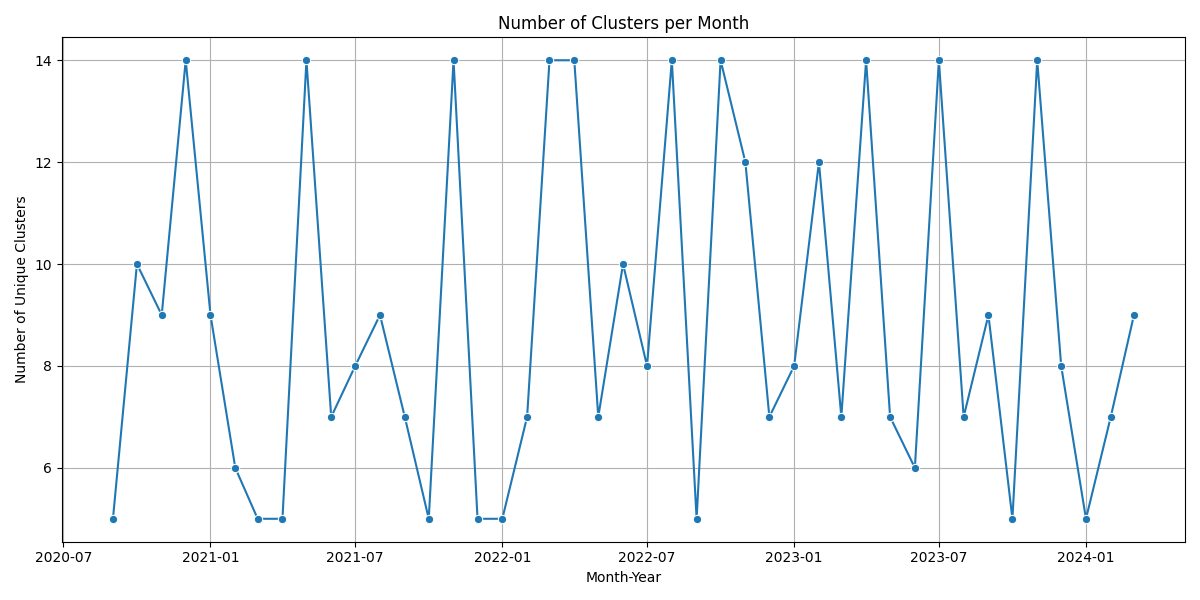 Number of Clusters per Month
Number of Unique Clusters
14
12
10
8
6
2020-07 2021-01 2021-07 2022-01 2022-07 2023-01 2023-07 2024-01
Month-Year